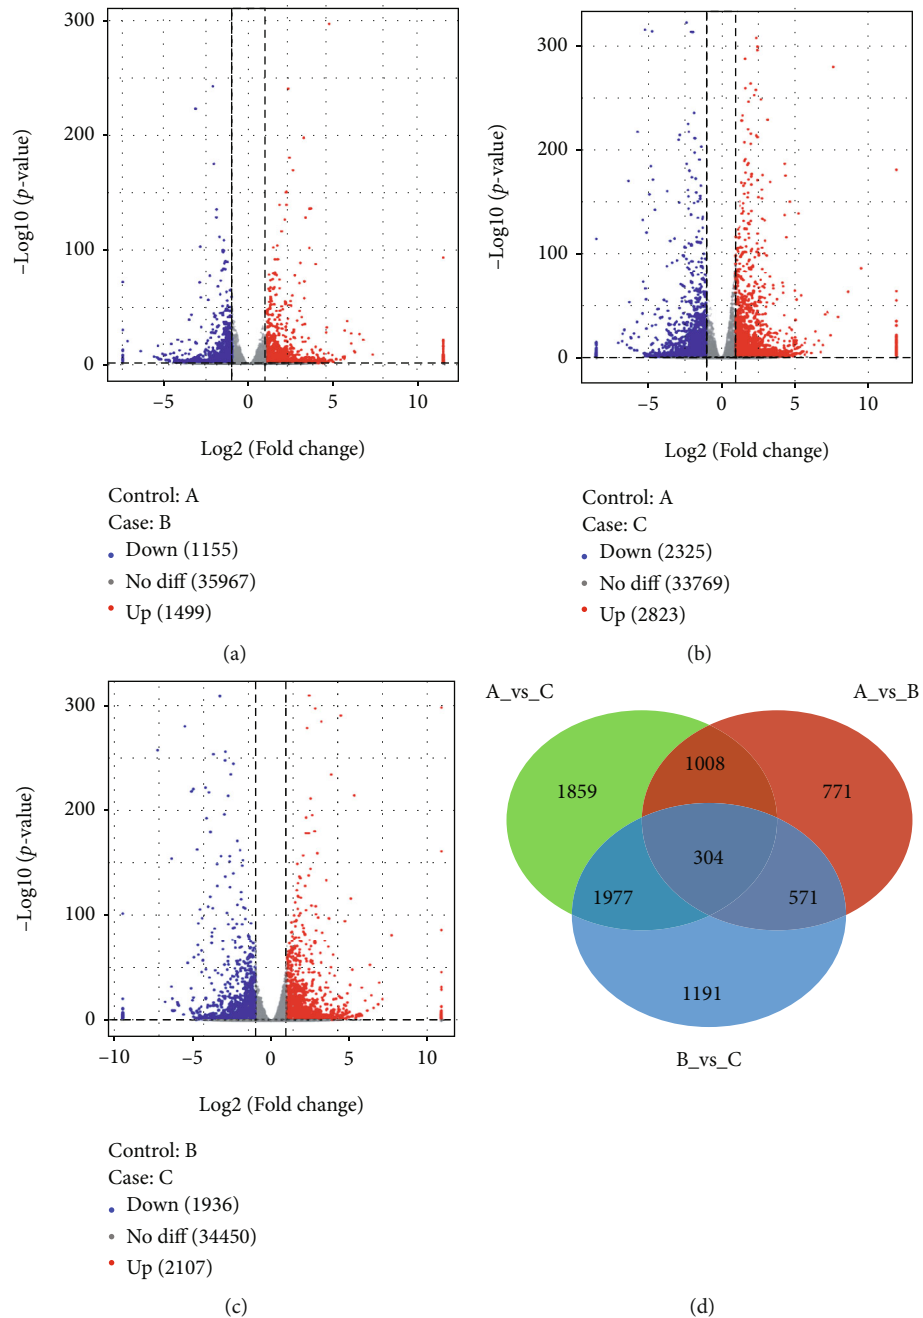 300
200
100
0
–Log10 (p-value)
–5 0 5 10
Log2 (Fold change)
Control: A
Case: B
Down (1155)
No diff (35967)
Up (1499)
(a)
300
200
100
0
–Log10 (p-value)
–5 0 5 10
Log2 (Fold change)
Control: A
Case: C
Down (2325)
No diff (33769)
Up (2823)
(b)
300
200
100
0
–Log10 (p-value)
–10 –5 0 5 10
Log2 (Fold change)
Control: B
Case: C
Down (1936)
No diff (34450)
Up (2107)
(c)
A_vs_C A_vs_B
1008
1859 771
304
1977 571
1191
B_vs_C
(d)